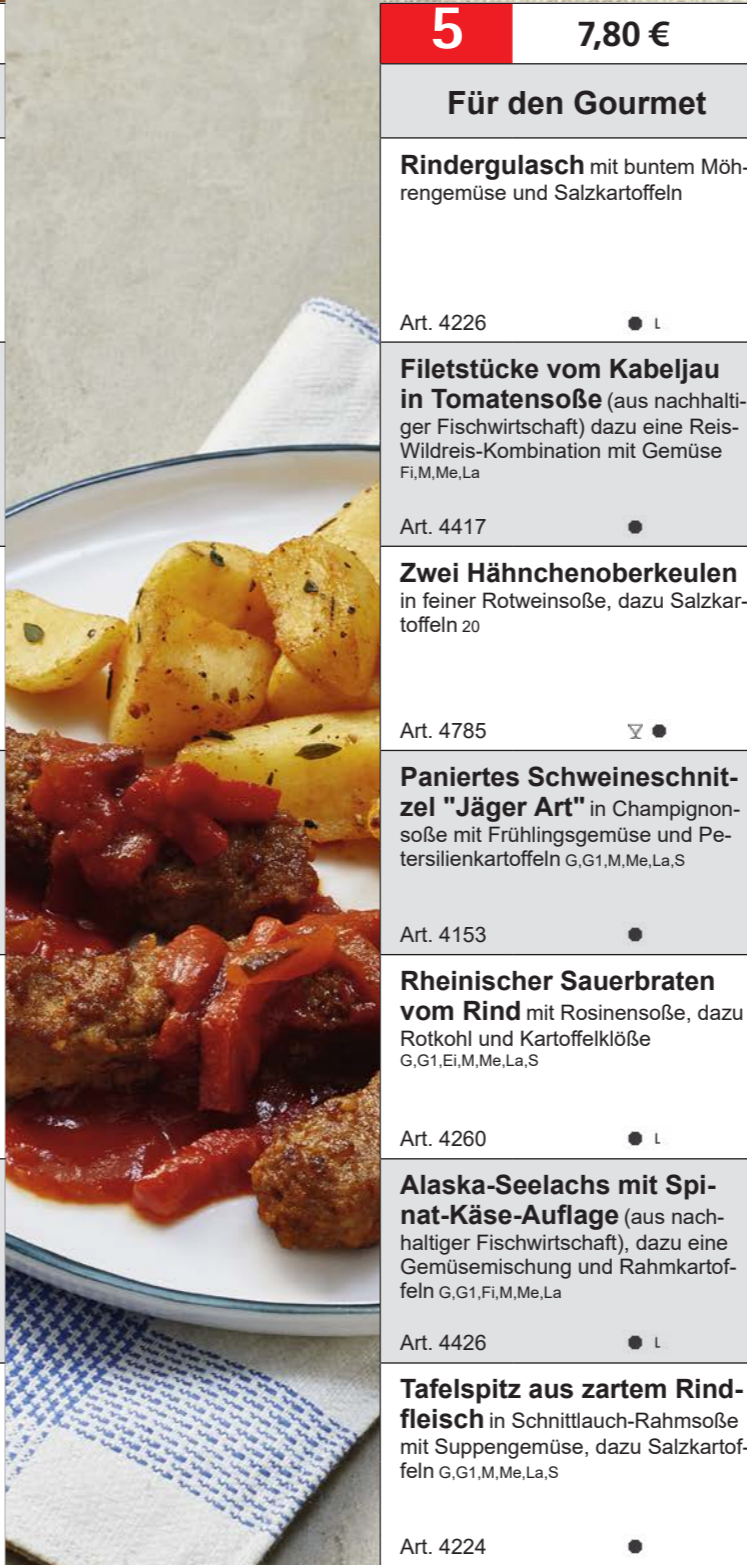 5 7,80 €
Für den Gourmet
Rindergulasch mit buntem Möh-
rengemüse und Salzkartoffeln
Art. 4226 L
Filetstücke vom Kabeljau
in Tomatensoße (aus nachhalti-
ger Fischwirtschaft) dazu eine Reis-
Wildreis-Kombination mit Gemüse
Fi,M,Me,La
Art. 4417
Zwei Hähnchenoberkeulen
in feiner Rotweinsoße, dazu Salzkar-
toffeln 20
Art. 4785
Paniertes Schweineschnit-
zel "Jäger Art" in Champignon-
soße mit Frühlingsgemüse und Pe-
tersilienkartoffeln G,G1,M,Me,La,S
Art. 4153
Rheinischer Sauerbraten
vom Rind mit Rosinensoße, dazu
Rotkohl und Kartoffelklöße
G,G1,Ei,M,Me,La,S
Art. 4260 L
Alaska-Seelachs mit Spi-
nat-Käse-Auflage (aus nach-
haltiger Fischwirtschaft), dazu eine
Gemüsemischung und Rahmkartof-
feln G,G1,Fi,M,Me,La
Art. 4426 L
Tafelspitz aus zartem Rind-
fleisch in Schnittlauch-Rahmsoße
mit Suppengemüse, dazu Salzkartof-
feln G,G1,M,Me,La,S
Art. 4224